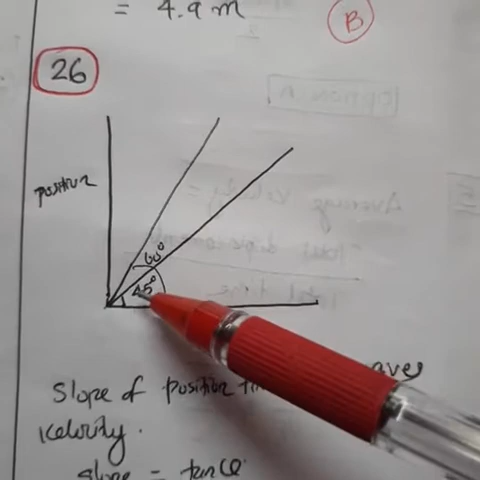 = 4.9 m
B
26
position
60°
45°
Slope of position
velocity.
slope = tanθ